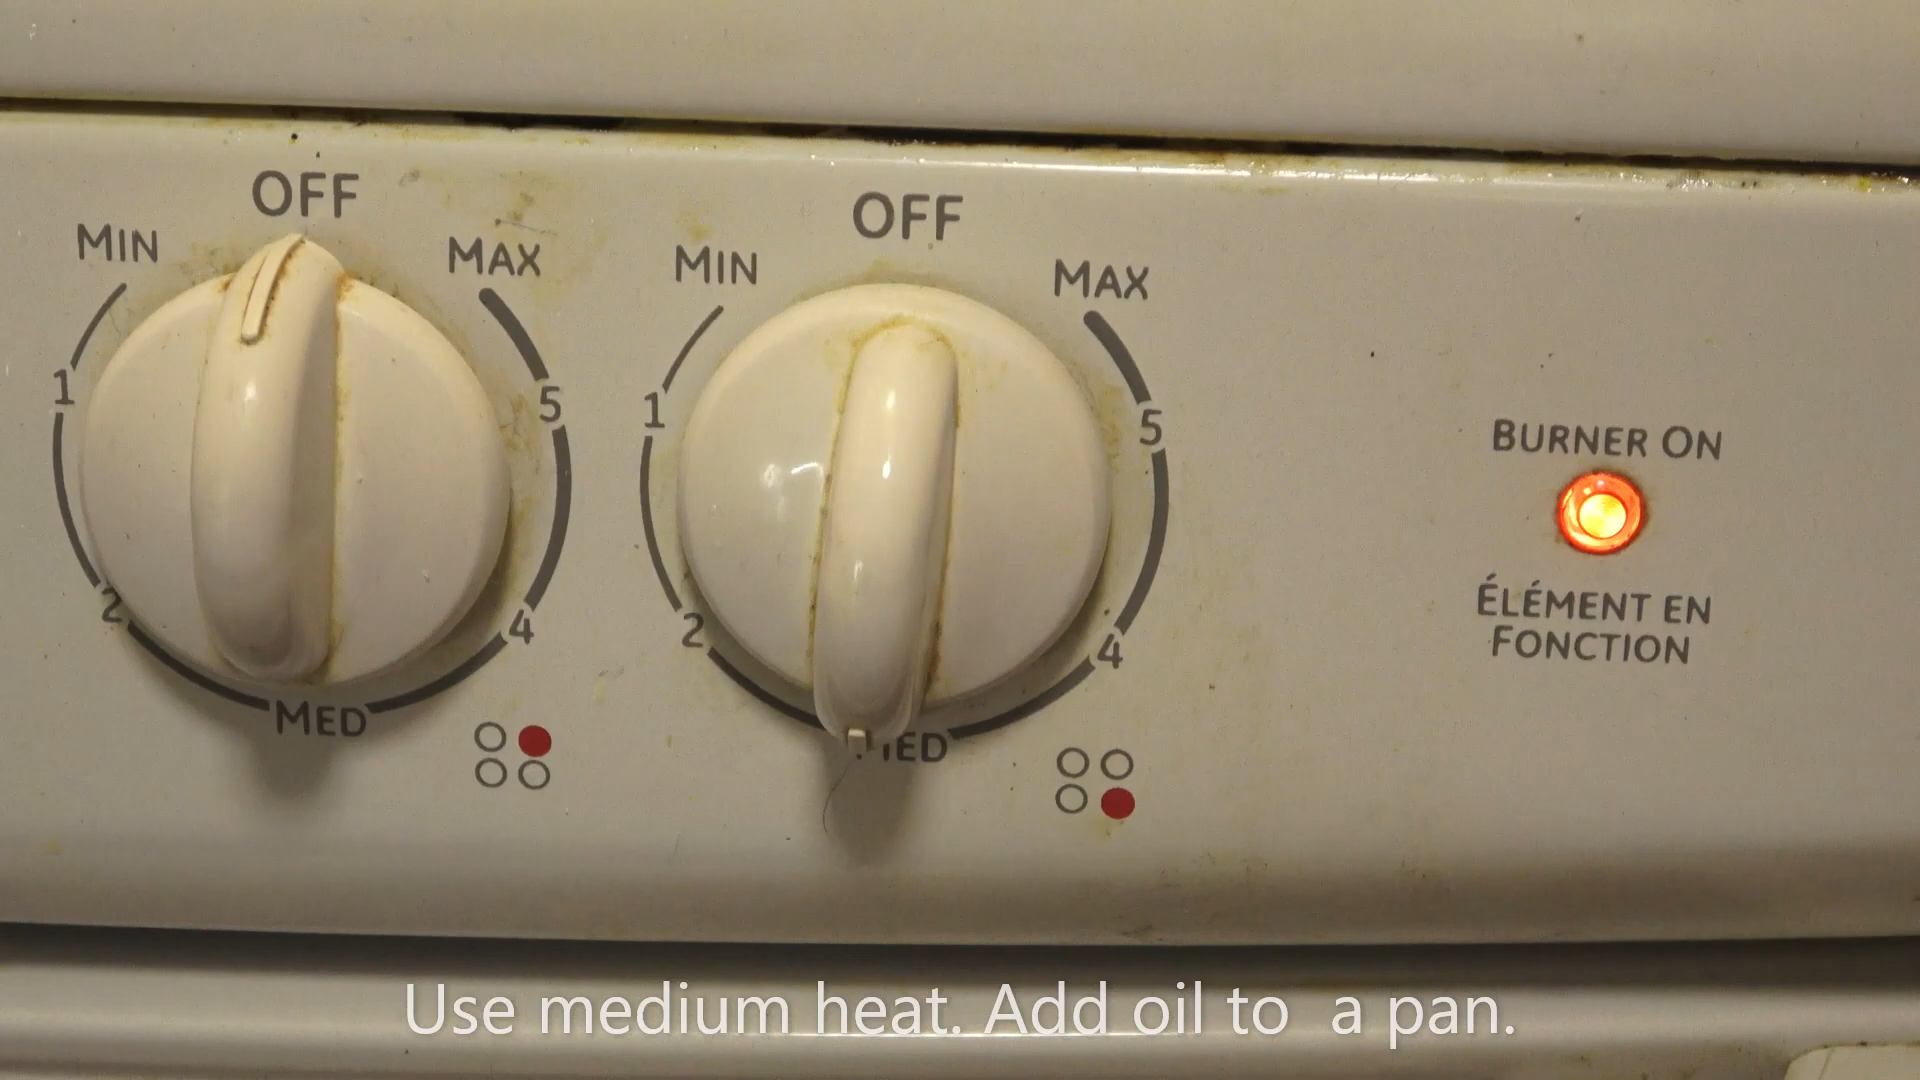 OFF
MIN
MAX
1
5
2
4
MED
OFF
MIN
MAX
1
5
2
4
MED
BURNER ON
ÉLÉMENT EN
FONCTION
Use medium heat. Add oil to  a pan.